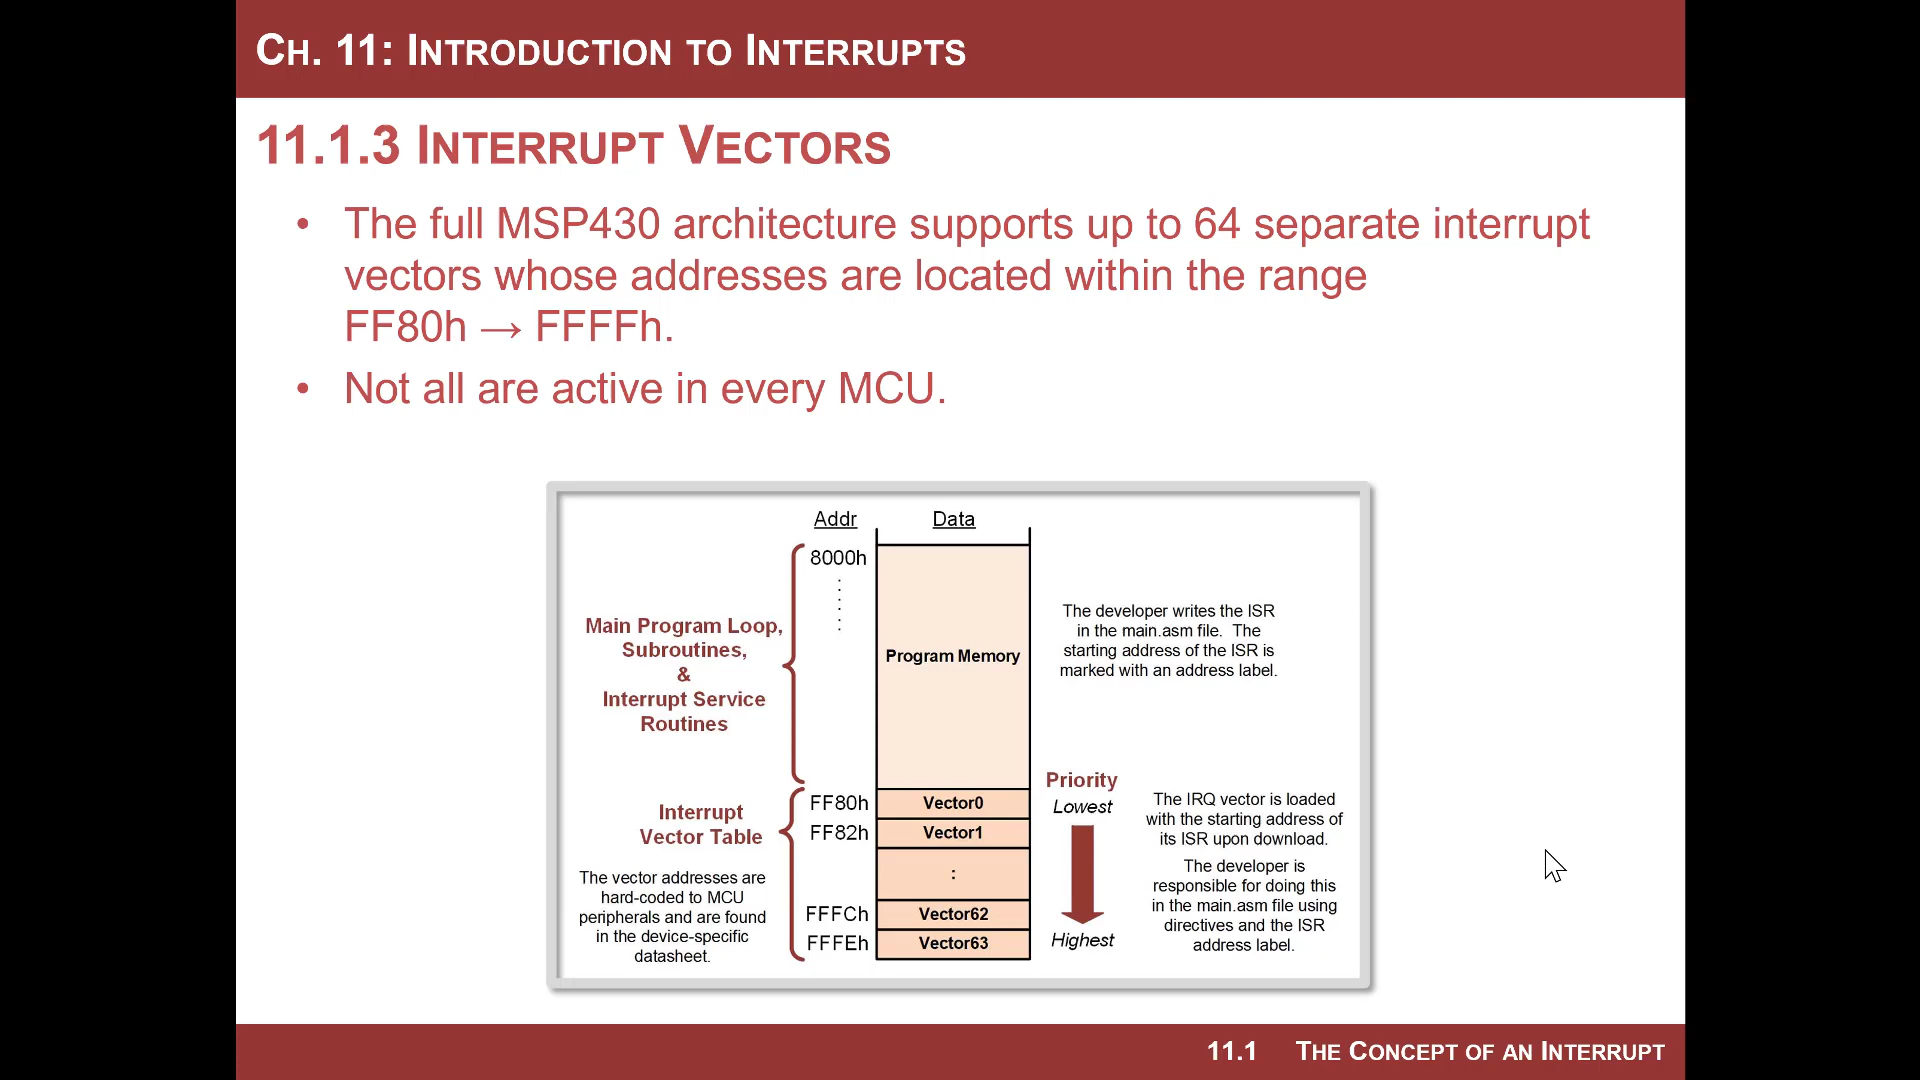 CH. 11: INTRODUCTION TO INTERRUPTS
11.1.3 INTERRUPT VECTORS
• The full MSP430 architecture supports up to 64 separate interrupt
vectors whose addresses are located within the range
FF80h → FFFFh.
• Not all are active in every MCU.
Addr Data
8000h
Main Program Loop,
Subroutines,
&
Interrupt Service
Routines
Program Memory
The developer writes the ISR
in the main.asm file. The
starting address of the ISR is
marked with an address label.
Interrupt
Vector Table
The vector addresses are
hard-coded to MCU
peripherals and are found
in the device-specific
datasheet.
FF80h Vector0
FF82h Vector1
:
FFFCh Vector62
FFFEh Vector63
Priority
Lowest
Highest
The IRQ vector is loaded
with the starting address of
its ISR upon download.
The developer is
responsible for doing this
in the main.asm file using
directives and the ISR
address label.
11.1 THE CONCEPT OF AN INTERRUPT